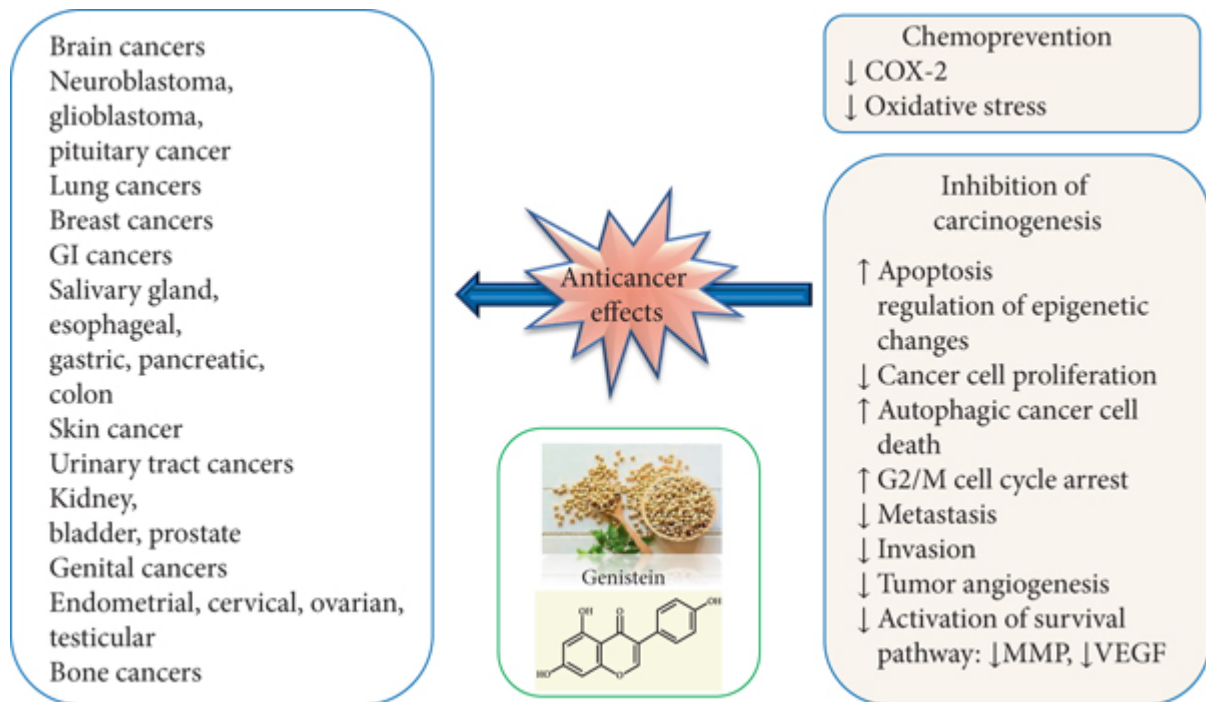 Brain cancers
Neuroblastoma,
glioblastoma,
pituitary cancer
Lung cancers
Breast cancers
GI cancers
Salivary gland,
esophageal,
gastric, pancreatic,
colon
Skin cancer
Urinary tract cancers
Kidney,
bladder, prostate
Genital cancers
Endometrial, cervical, ovarian,
testicular
Bone cancers
Anticancer
effects
Genistein
OH
O
OH
HO
O
Chemoprevention
↓ COX-2
↓ Oxidative stress
Inhibition of
carcinogenesis
↑ Apoptosis
regulation of epigenetic
changes
↓ Cancer cell proliferation
↑ Autophagic cancer cell
death
↑ G2/M cell cycle arrest
↓ Metastasis
↓ Invasion
↓ Tumor angiogenesis
↓ Activation of survival
pathway: ↓MMP, ↓VEGF